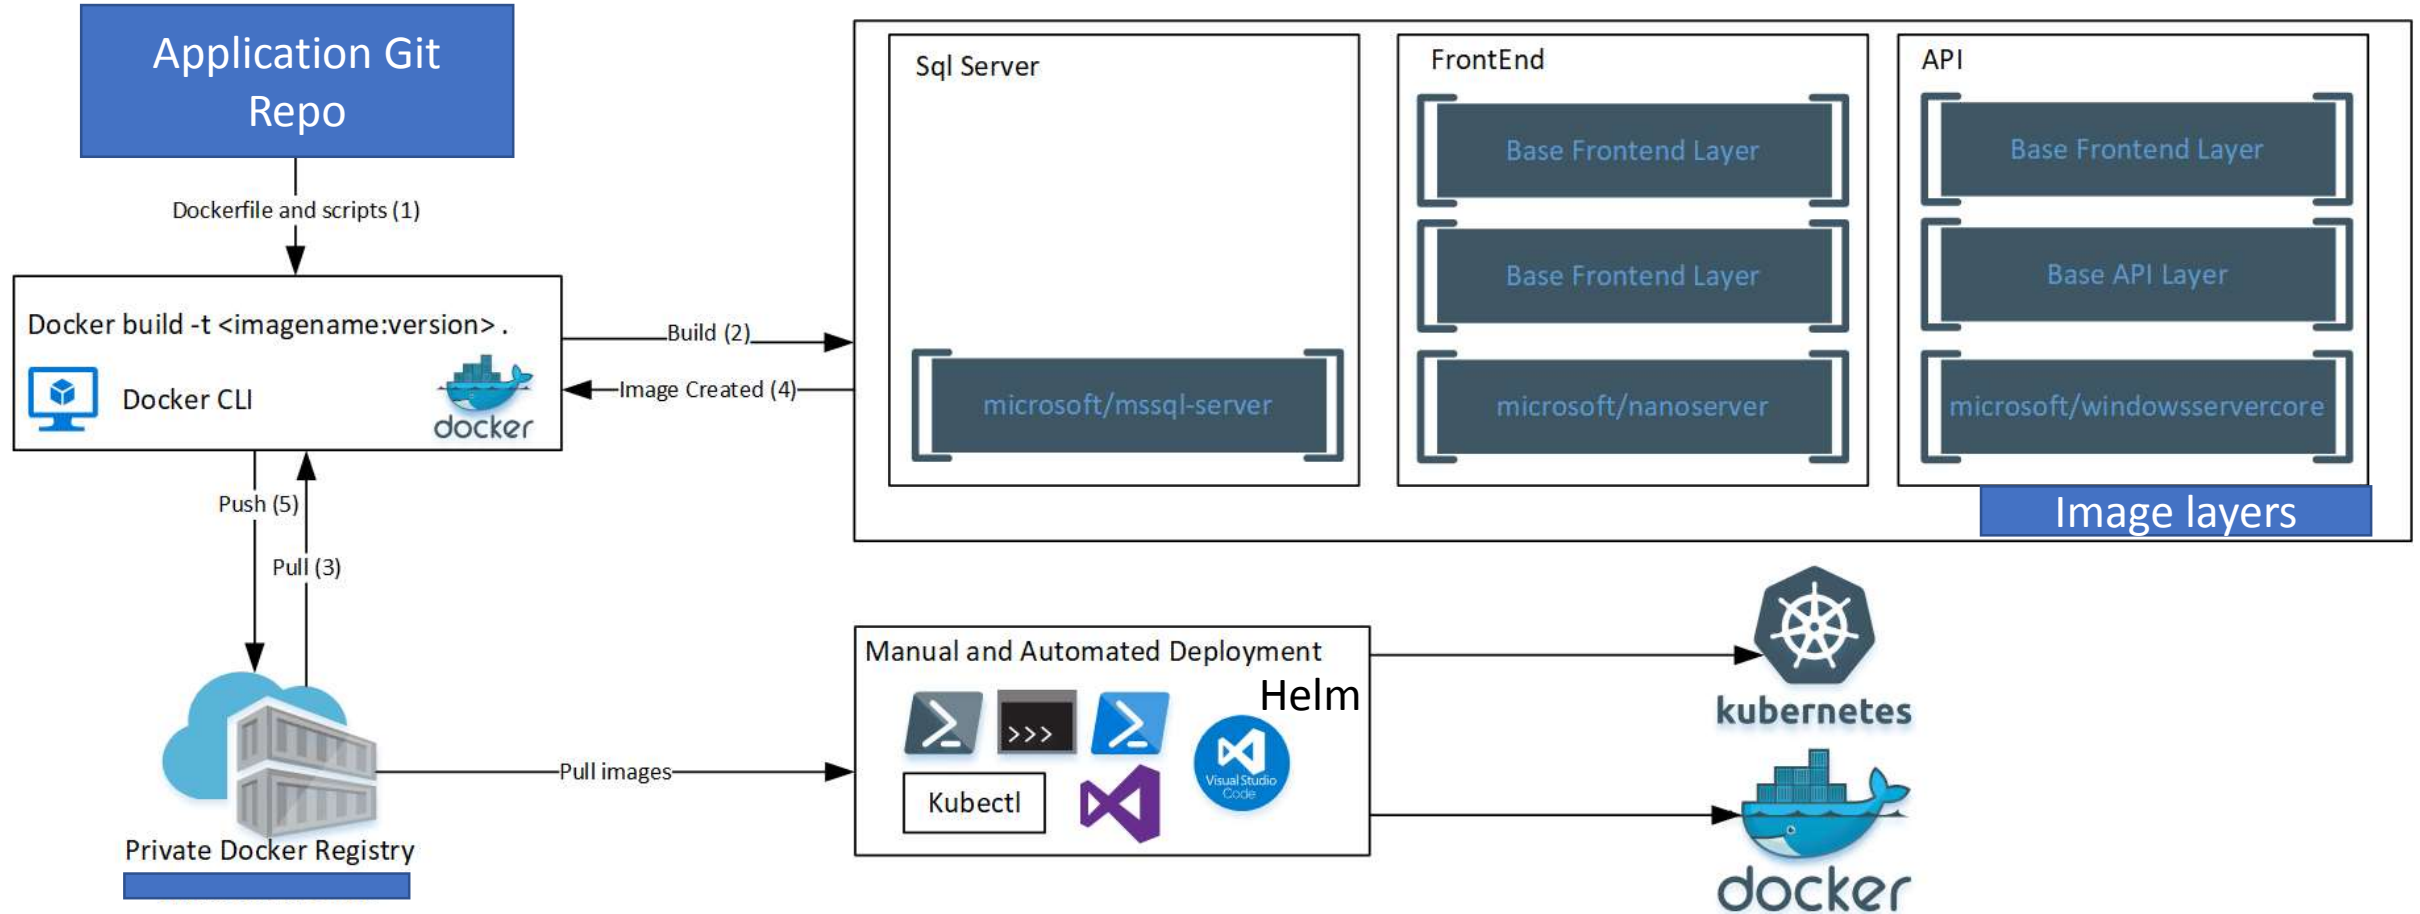 Application Git
Repo
Dockerfile and scripts (1)
Docker build -t <imagename:version> .
Docker CLI
docker
Build (2)
Image Created (4)
Push (5)
Pull (3)
Private Docker Registry
Sql Server
microsoft/mssql-server
FrontEnd
Base Frontend Layer
Base Frontend Layer
microsoft/nanoserver
API
Base Frontend Layer
Base API Layer
microsoft/windowsservercore
Image layers
Pull images
Manual and Automated Deployment
Helm
>>>
Visual Studio
Code
Kubectl
kubernetes
docker